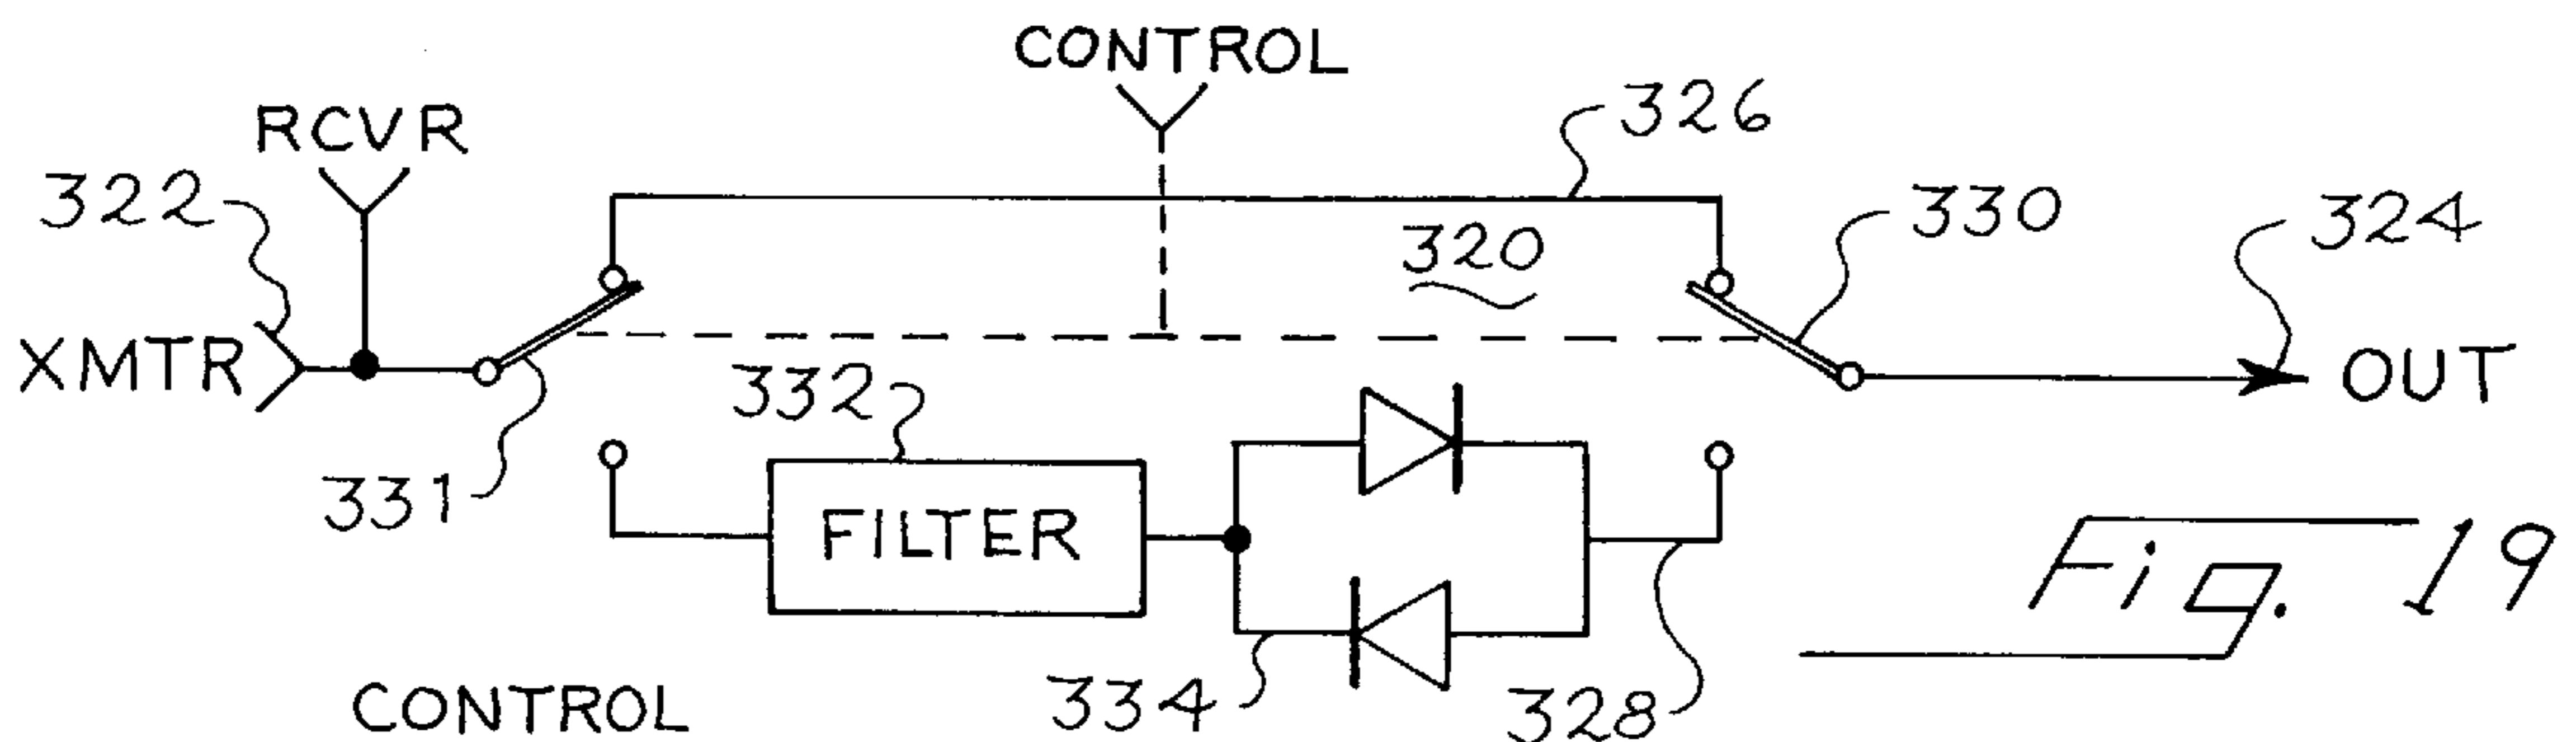 CONTROL
RCVR
326
322
330
324
320
XMTR
332
OUT
331
FILTER
Fig. 19
334
328
CONTROL